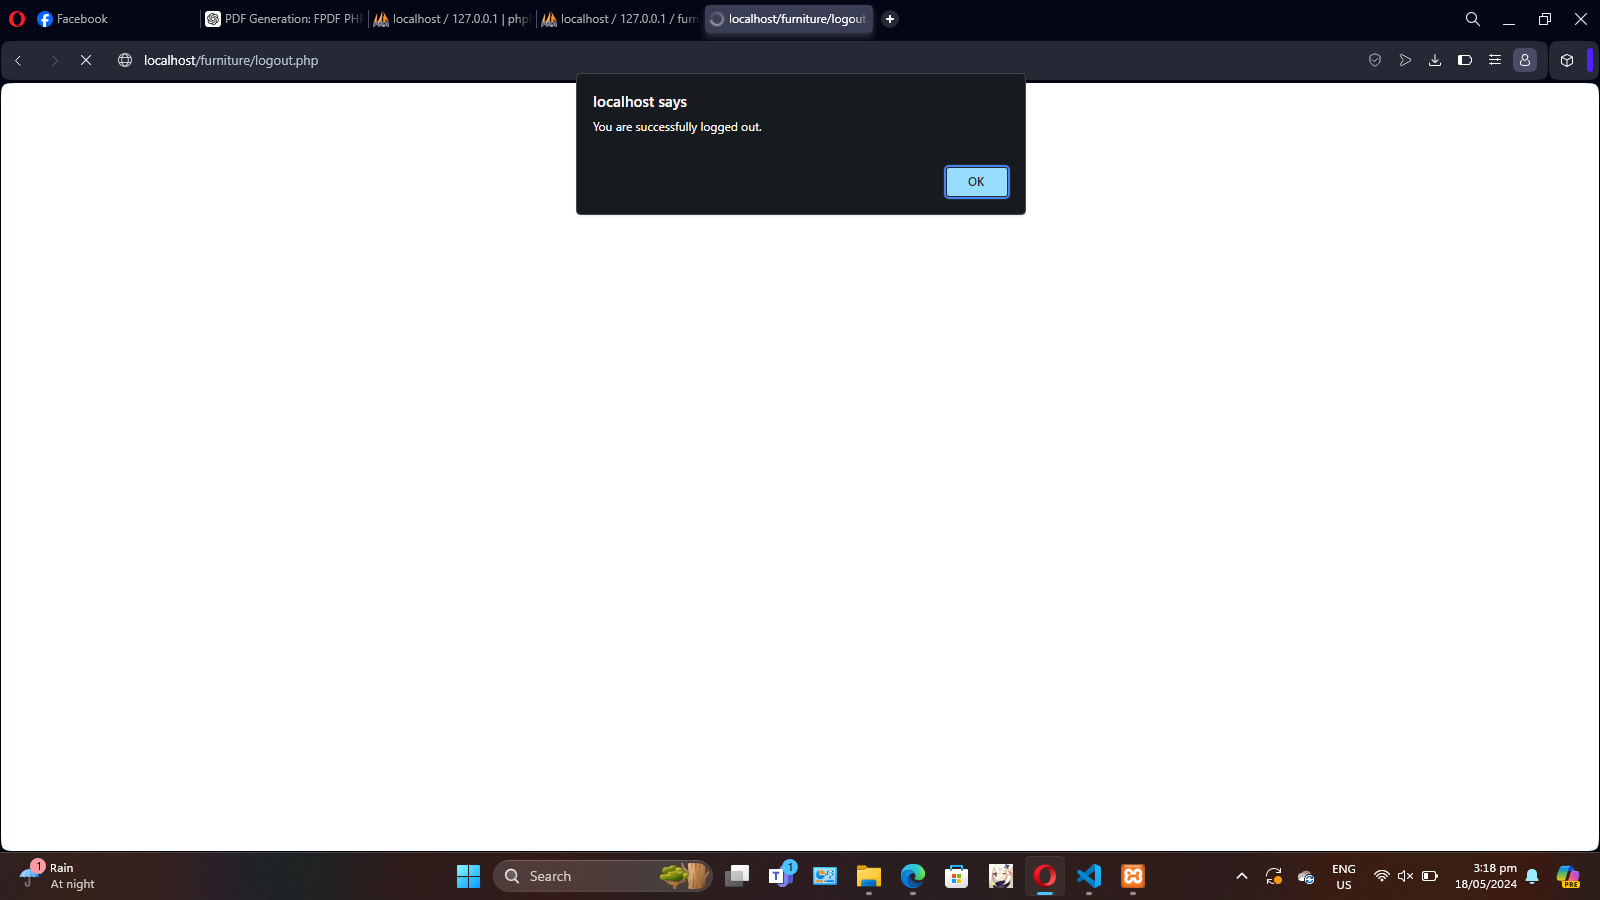 Facebook
PDF Generation: FPDF PHP
localhost / 127.0.0.1 | php
localhost / 127.0.0.1 / furn
localhost/furniture/logout
localhost/furniture/logout.php
localhost says
You are successfully logged out.
OK
1
Rain
At night
Search
T
1
ENG
US
3:18 pm
18/05/2024
PRE